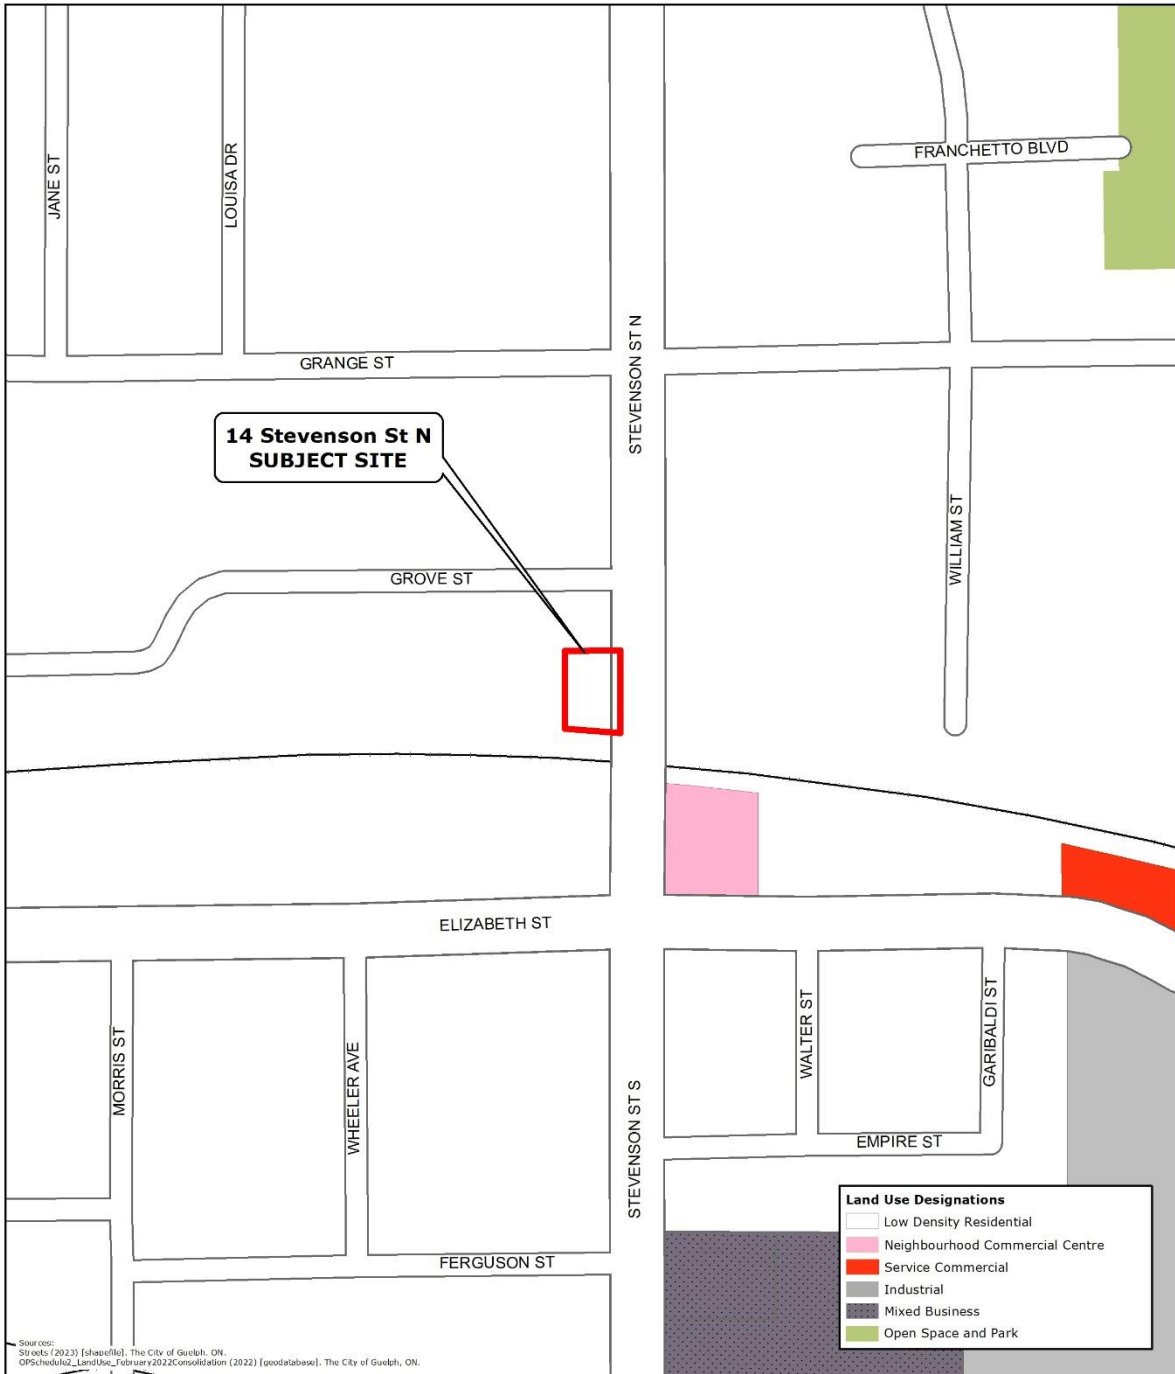 FRANCHETTO BLVD
JANE ST
LOUISA DR
GRANGE ST
STEVENSON ST N
14 Stevenson St N
SUBJECT SITE
WILLIAM ST
GROVE ST
ELIZABETH ST
MORRIS ST
WHEELER AVE
STEVENSON ST S
WALTER ST
GARIBALDI ST
EMPIRE ST
FERGUSON ST
Land Use Designations
Low Density Residential
Neighbourhood Commercial Centre
Service Commercial
Industrial
Mixed Business
Open Space and Park
Sources:
Streets (2023) [shapefile]. The City of Guelph, ON.
OPSchedule2_LandUse_February2022Consolidation (2022) [geodatabase]. The City of Guelph, ON.